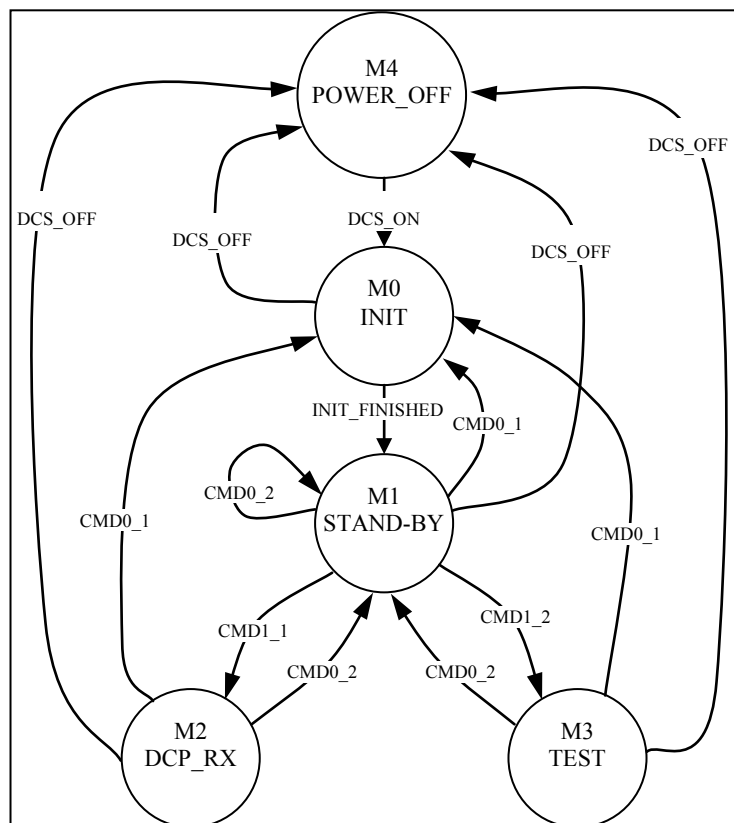 M4
POWER_OFF
DCS_OFF
DCS_OFF
DCS_ON
DCS_OFF
DCS_OFF
M0
INIT
INIT_FINISHED
CMD0_1
CMD0_2
M1
STAND-BY
CMD0_1
CMD0_1
CMD1_1
CMD1_2
CMD0_2
CMD0_2
M2
DCP_RX
M3
TEST